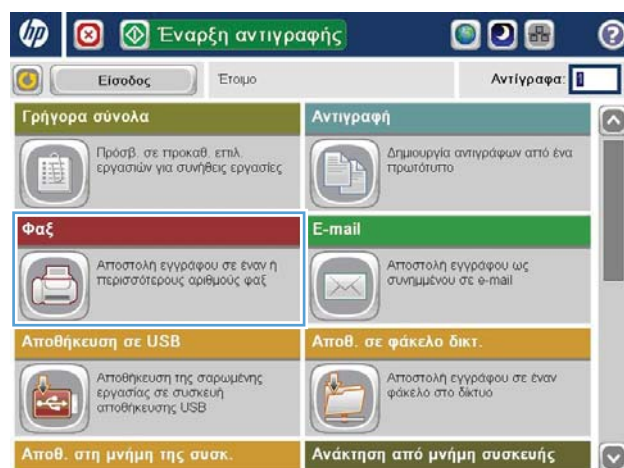 hp Έναρξη αντιγραφής ?
Είσοδος Έτοιμο Αντίγραφα: 1
Γρήγορα σύνολα
Πρόσβ. σε προκαθ. επιλ.
εργασιών για συνήθεις εργασίες
Αντιγραφή
Δημιουργία αντιγράφων από ένα
πρωτότυπο
Φαξ
Αποστολή εγγράφου σε έναν ή
περισσότερους αριθμούς φαξ
E-mail
Αποστολή εγγράφου ως
συνημμένου σε e-mail
Αποθήκευση σε USB
Αποθήκευση της σαρωμένης
εργασίας σε συσκευή
αποθήκευσης USB
Αποθ. σε φάκελο δικτ.
Αποστολή εγγράφου σε έναν
φάκελο στο δίκτυο
Αποθ. στη μνήμη της συσκ.
Ανάκτηση από μνήμη συσκευής